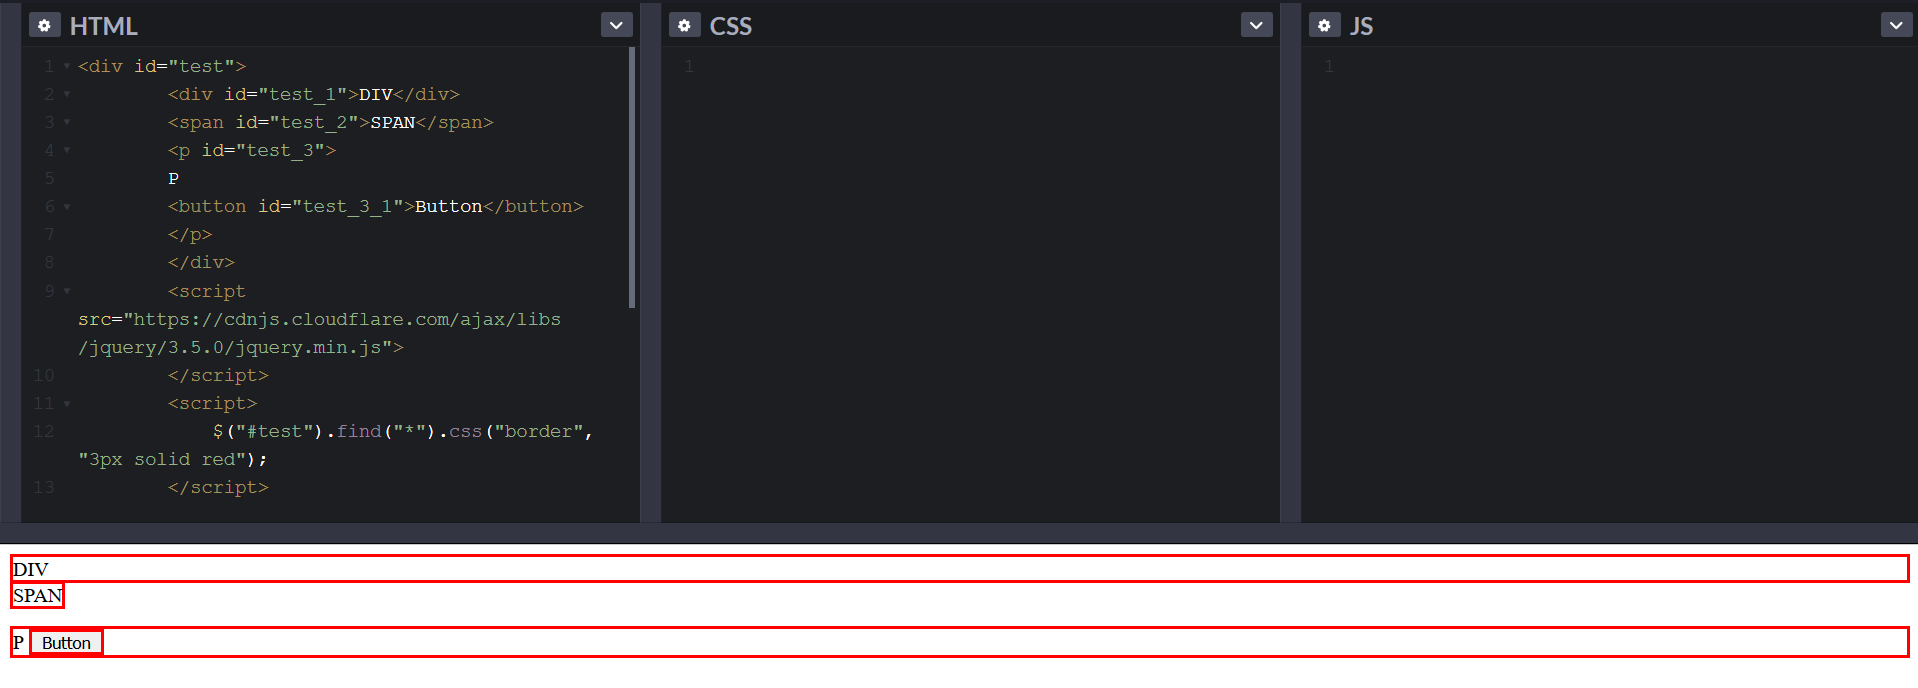 HTML
1 <div id="test">
2 <div id="test_1">DIV</div>
3 <span id="test_2">SPAN</span>
4 <p id="test_3">
5 P
6 <button id="test_3_1">Button</button>
7 </p>
8 </div>
9 <script
src="https://cdnjs.cloudflare.com/ajax/libs
/jquery/3.5.0/jquery.min.js">
10 </script>
11 <script>
12 $("#test").find("*").css("border",
"3px solid red");
13 </script>
CSS
1
JS
1
DIV
SPAN
P Button